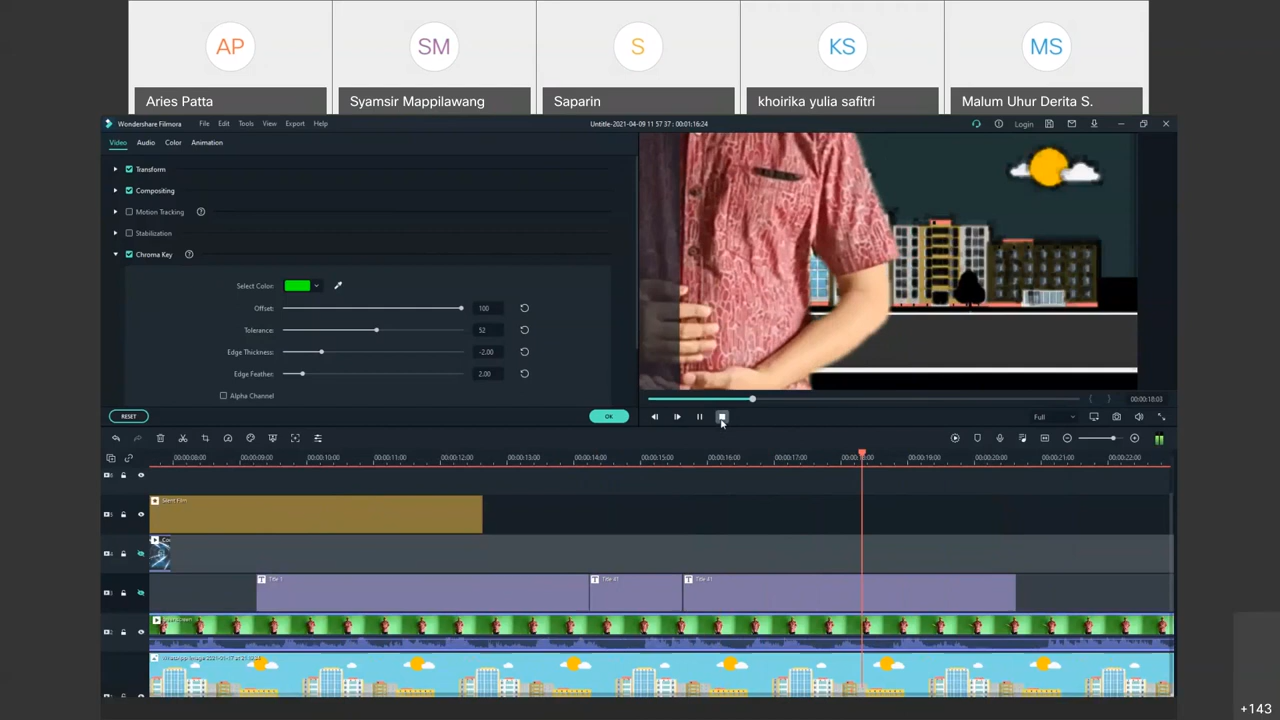 AP
SM
S
KS
MS
Aries Patta
Syamsir Mappilawang
Saparin
khoirika yulia safitri
Malum Uhur Derita S.
Wondershare Filmora
File Edit Tools View Export Help
Untitle-2021-04-09 11 57 37 : 00:01:16:24
Login
Video Audio Color Animation
Transform
Compositing
Motion Tracking
Stabilization
Chroma Key
Select Color:
Offset: 100
Tolerance: 52
Edge Thickness: -2.00
Edge Feather: 2.00
Alpha Channel
RESET
OK
00:00:18:03
Full
00:00:08:00 00:00:09:00 00:00:10:00 00:00:11:00 00:00:12:00 00:00:13:00 00:00:14:00 00:00:15:00 00:00:16:00 00:00:17:00 00:00:18:00 00:00:19:00 00:00:20:00 00:00:21:00 00:00:22:00
Silent Film
Title 1
Title 41
Title 41
+143